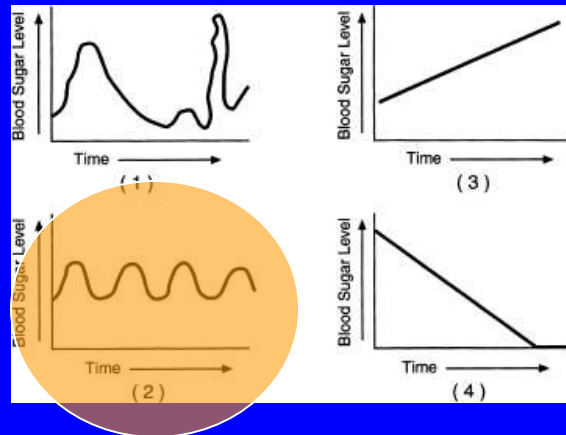 Blood Sugar Level
Time
(1)
Blood Sugar Level
Time
(3)
Blood Sugar Level
Time
(2)
Blood Sugar Level
Time
(4)